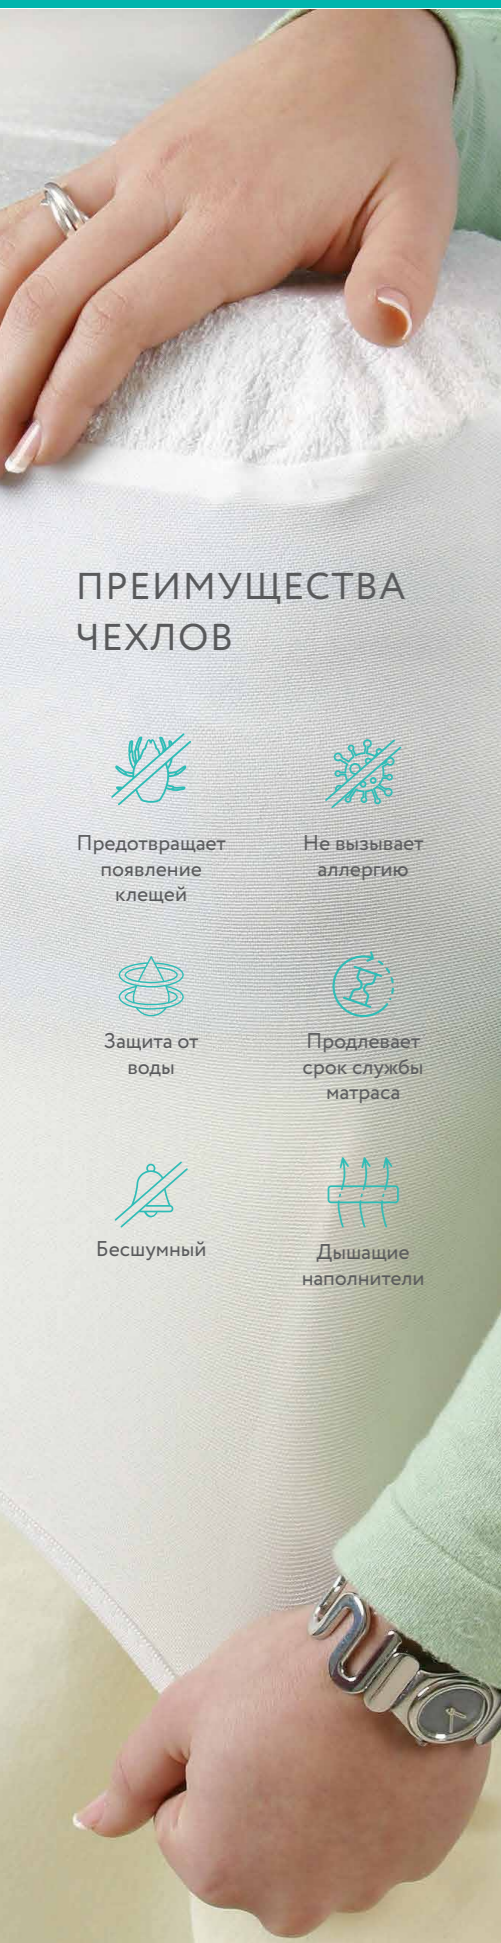 ПРЕИМУЩЕСТВА
ЧЕХЛОВ
Предотвращает
появление
клещей
Не вызывает
аллергию
Защита от
воды
Продлевает
срок службы
матраса
Бесшумный
Дышащие
наполнители